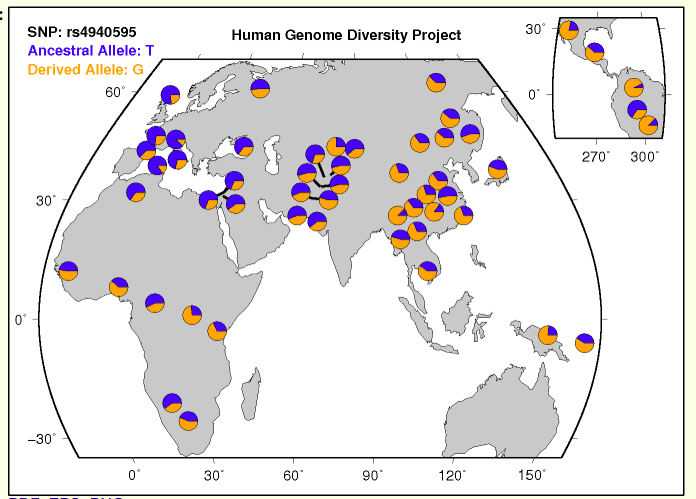 SNP: rs4940595
Ancestral Allele: T
Derived Allele: G
Human Genome Diversity Project
30°
0°
270° 300°
60°
30°
0°
−30°
0° 30° 60° 90° 120° 150°